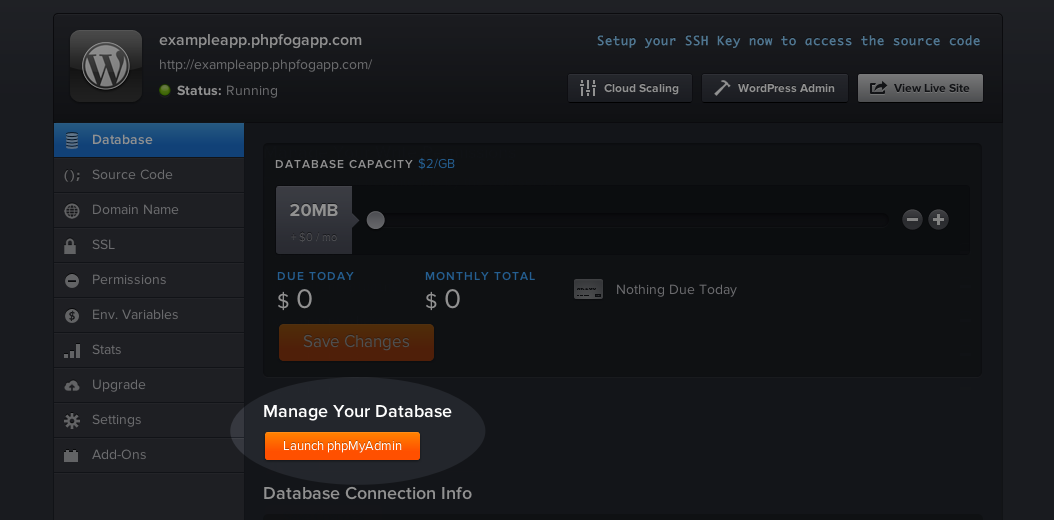 exampleapp.phpfogapp.com
Setup your SSH Key now to access the source code
http://exampleapp.phpfogapp.com/
Status: Running
Cloud Scaling
WordPress Admin
View Live Site
Database
(); Source Code
Domain Name
SSL
Permissions
Env. Variables
Stats
Upgrade
Settings
Add-Ons
DATABASE CAPACITY $2/GB
20MB
+ $0 / mo
DUE TODAY
$ 0
MONTHLY TOTAL
$ 0
Nothing Due Today
Save Changes
Manage Your Database
Launch phpMyAdmin
Database Connection Info